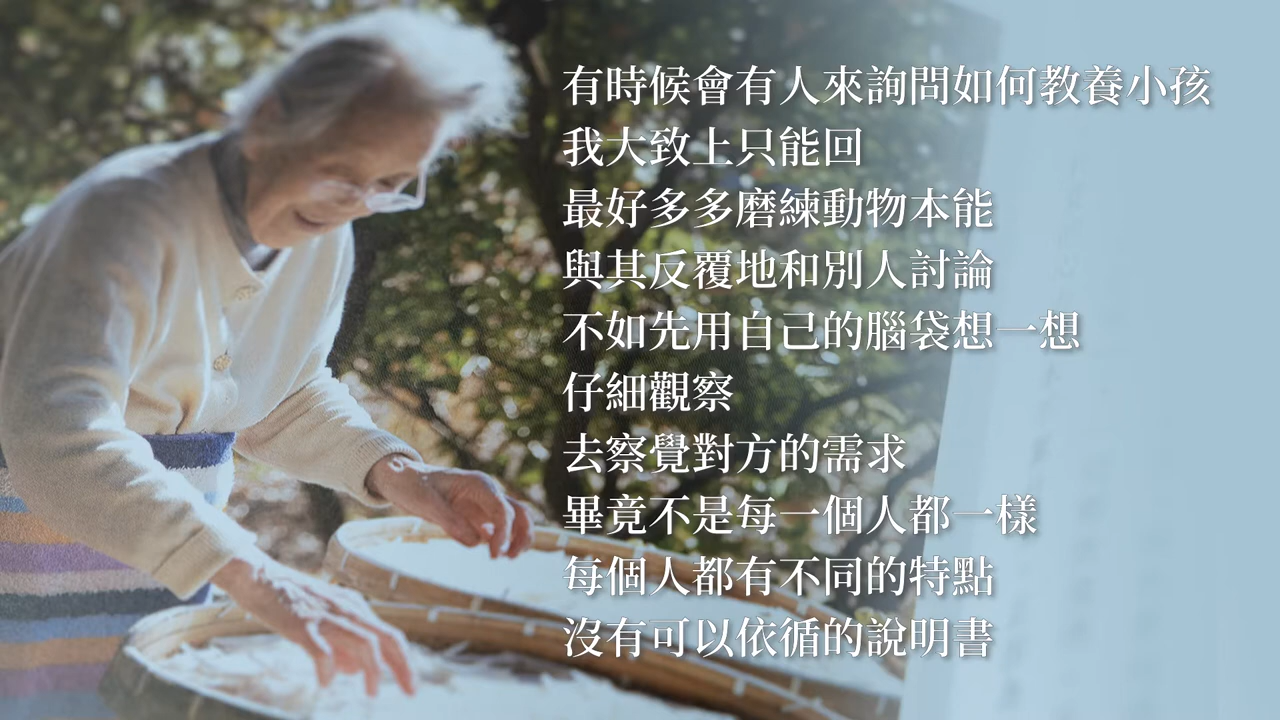 有時候會有人來詢問如何教養小孩
我大致上只能回
最好多多磨練動物本能
與其反覆地和別人討論
不如先用自己的腦袋想一想
仔細觀察
去察覺對方的需求
畢竟不是每一個人都一樣
每個人都有不同的特點
沒有可以依循的說明書